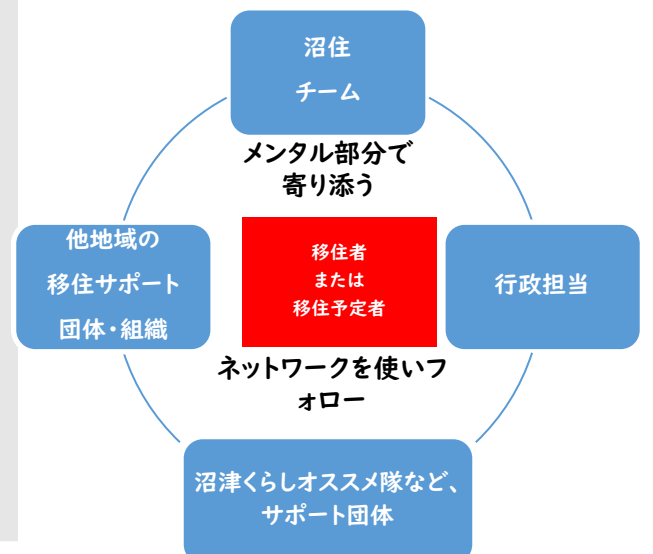 沼住
チーム
メンタル部分で
寄り添う
他地域の
移住サポート
団体・組織
移住者
または
移住予定者
行政担当
ネットワークを使いフ
ォロー
沼津くらしオススメ隊など、
サポート団体